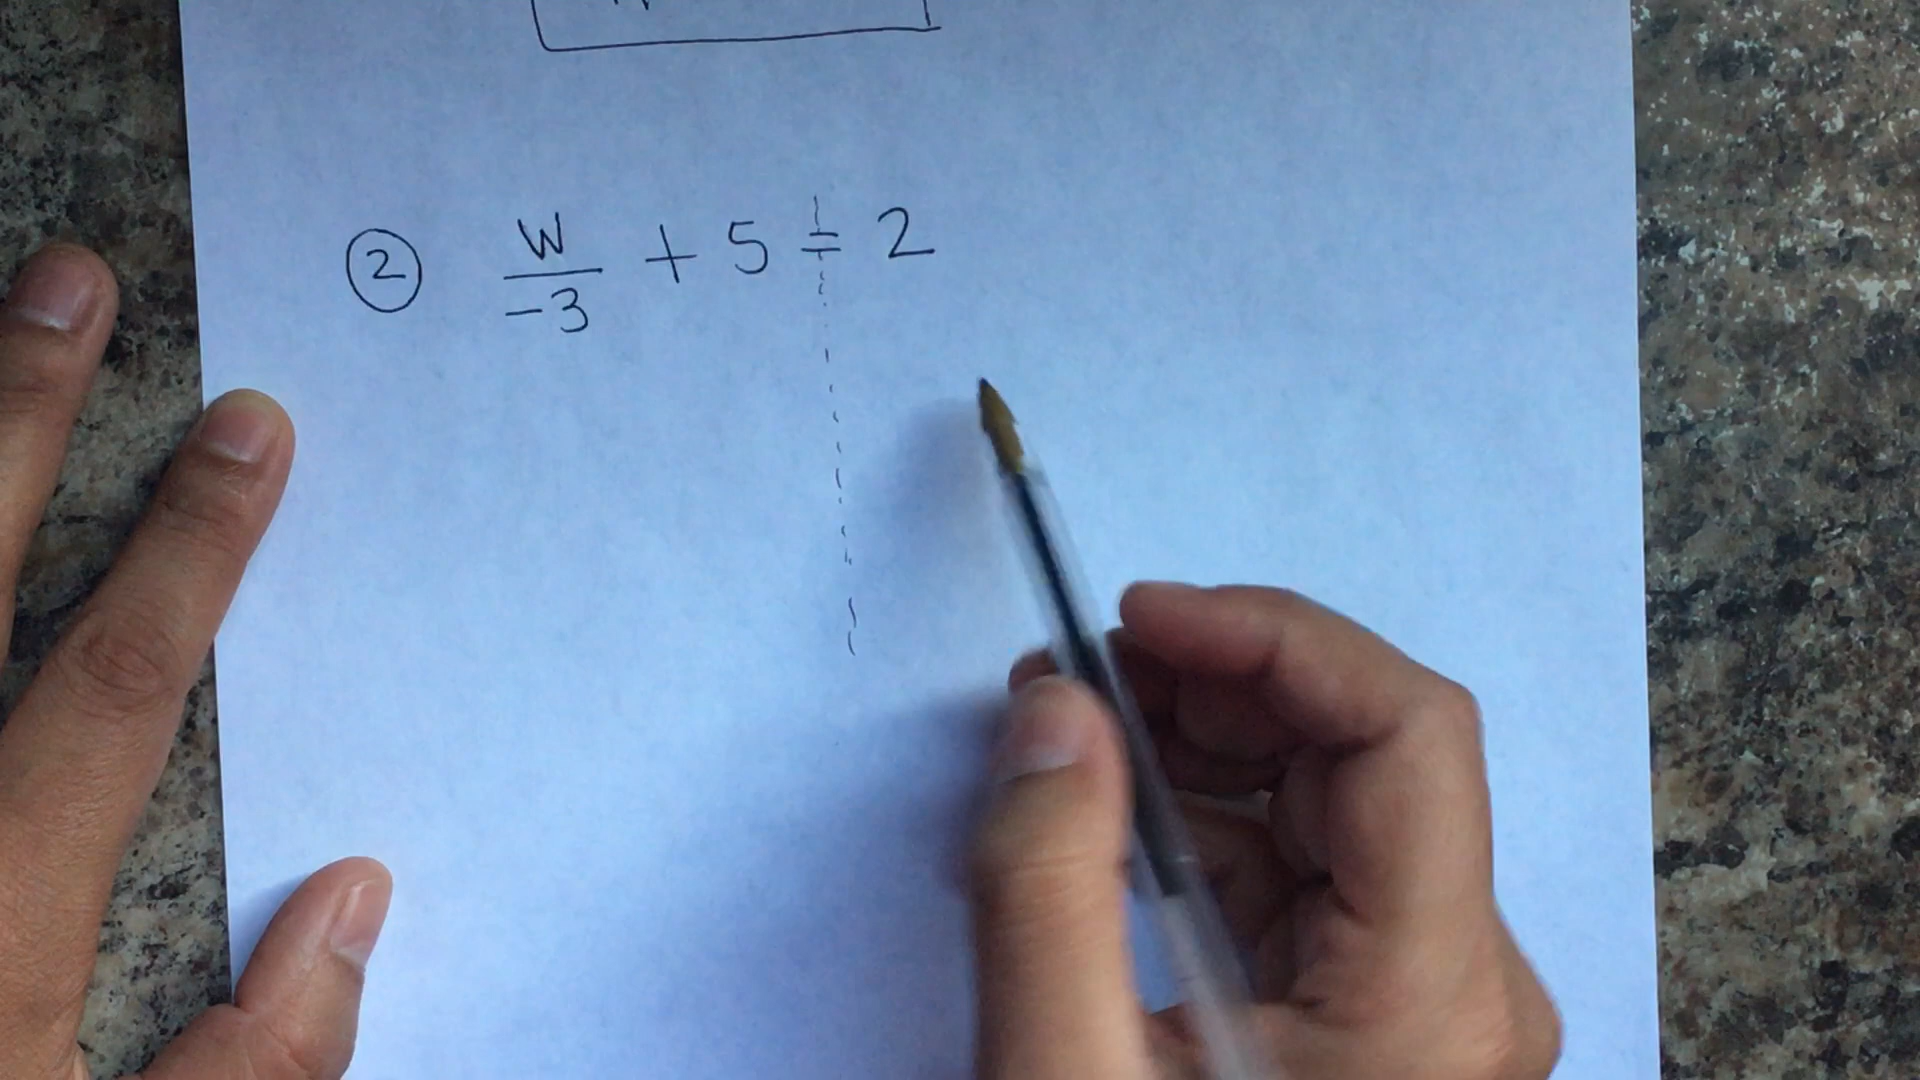 ② w/-3 + 5 = 2